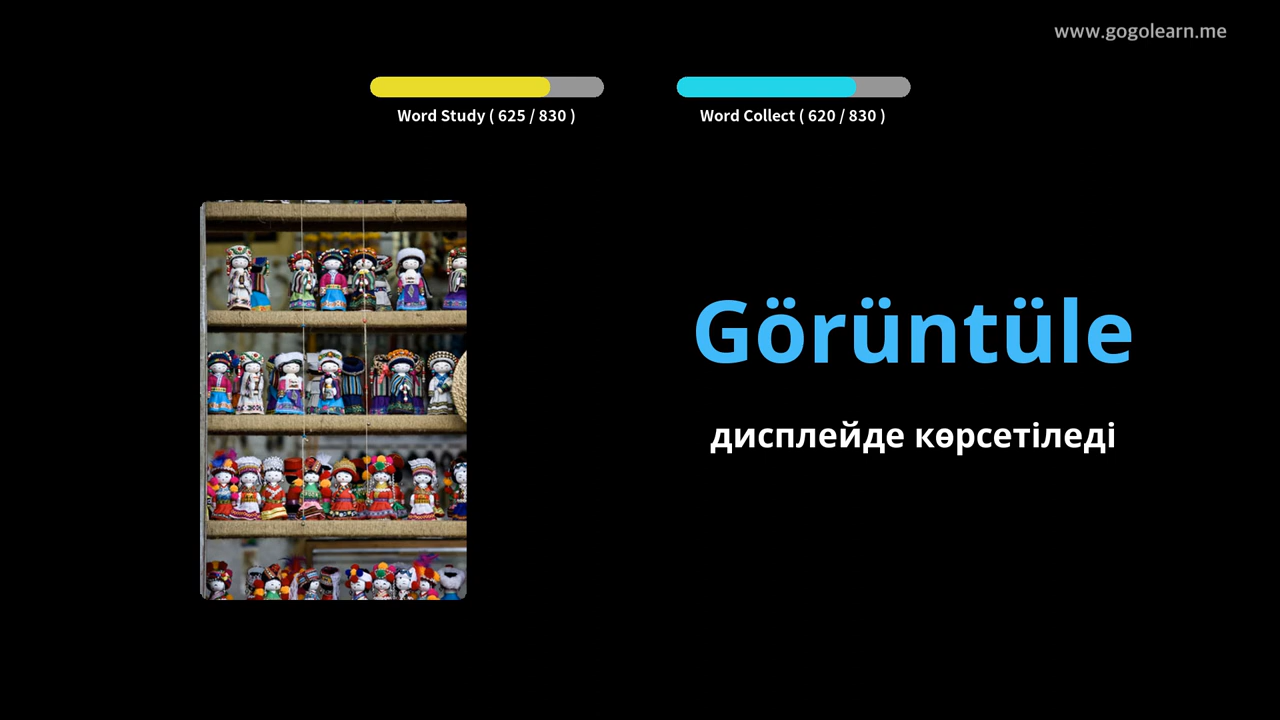 www.gogolearn.me
Word Study ( 625 / 830 )
Word Collect ( 620 / 830 )
Görüntüle
дисплейде көрсетіледі